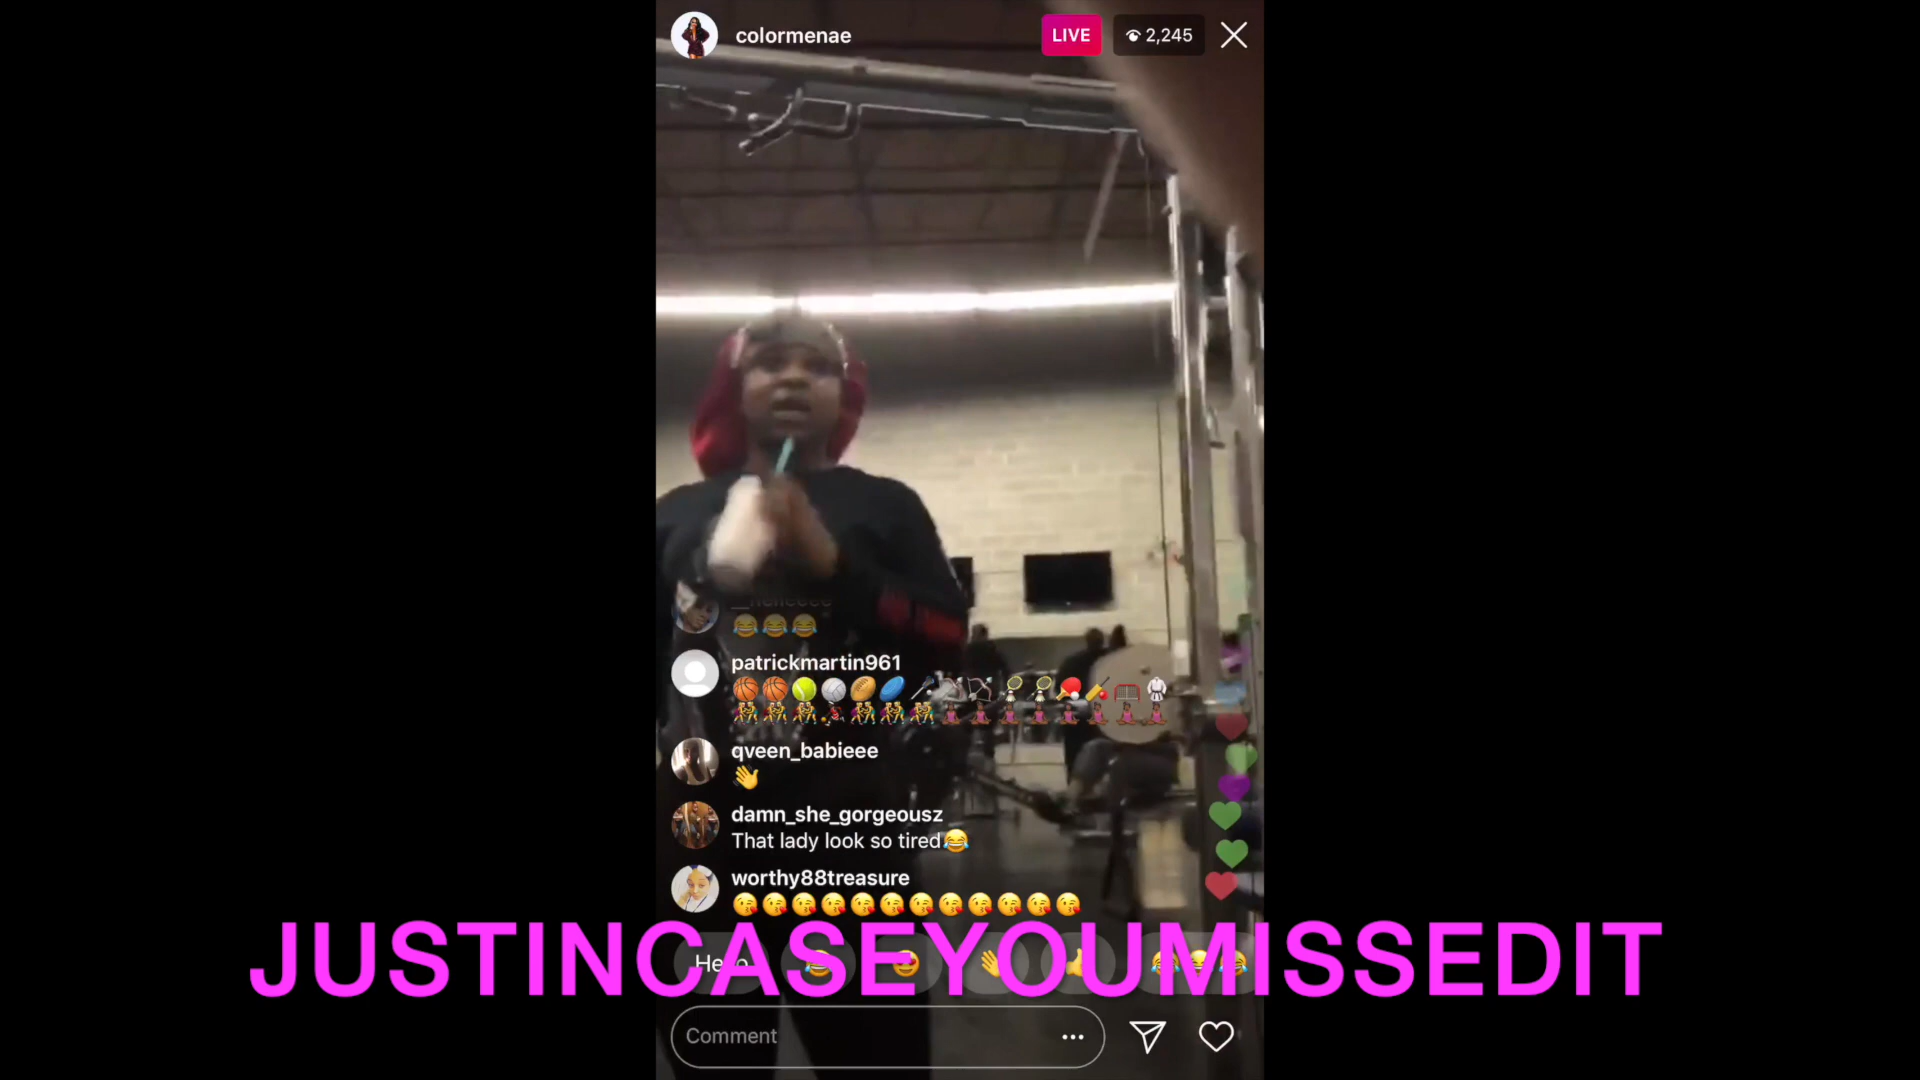 colormenae
LIVE
2,245
patrickmartin961
qveen_babieee
damn_she_gorgeousz
That lady look so tired
worthy88treasure
JUSTINCASEYOUMISSEDIT
Comment